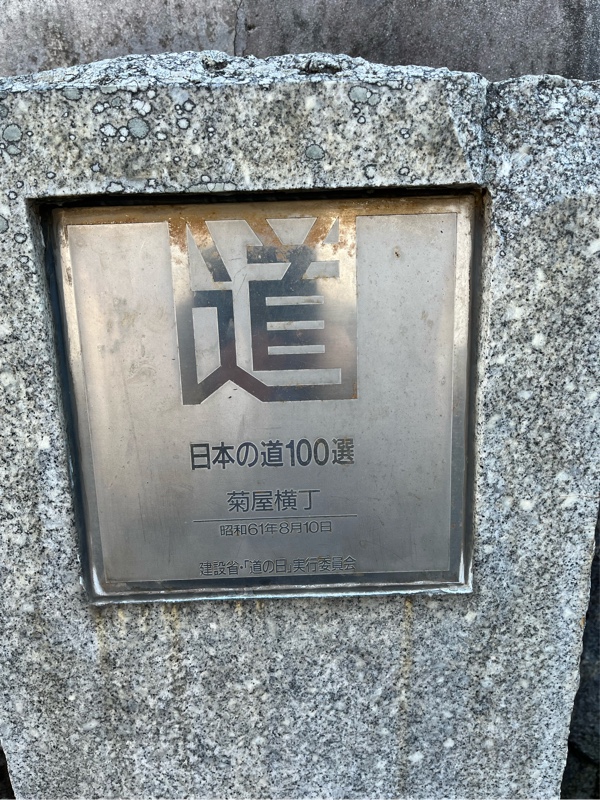 道
日本の道100選
菊屋横丁
昭和61年8月10日
建設省・「道の日」実行委員会